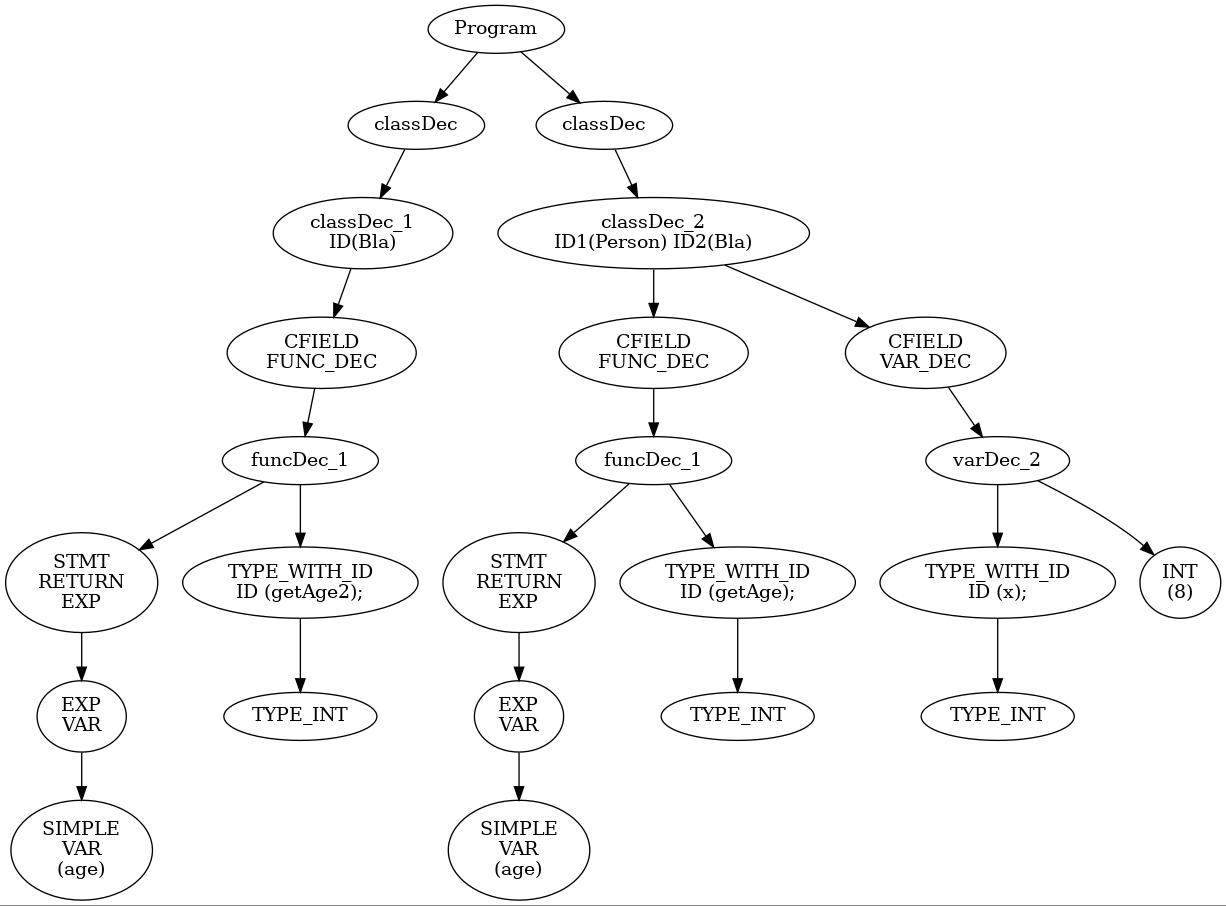 Program
classDec
classDec
classDec_1
ID(Bla)
classDec_2
ID1(Person) ID2(Bla)
CFIELD
FUNC_DEC
CFIELD
FUNC_DEC
CFIELD
VAR_DEC
funcDec_1
funcDec_1
varDec_2
STMT
RETURN
EXP
TYPE_WITH_ID
ID (getAge2);
STMT
RETURN
EXP
TYPE_WITH_ID
ID (getAge);
TYPE_WITH_ID
ID (x);
INT
(8)
EXP
VAR
TYPE_INT
EXP
VAR
TYPE_INT
TYPE_INT
SIMPLE
VAR
(age)
SIMPLE
VAR
(age)